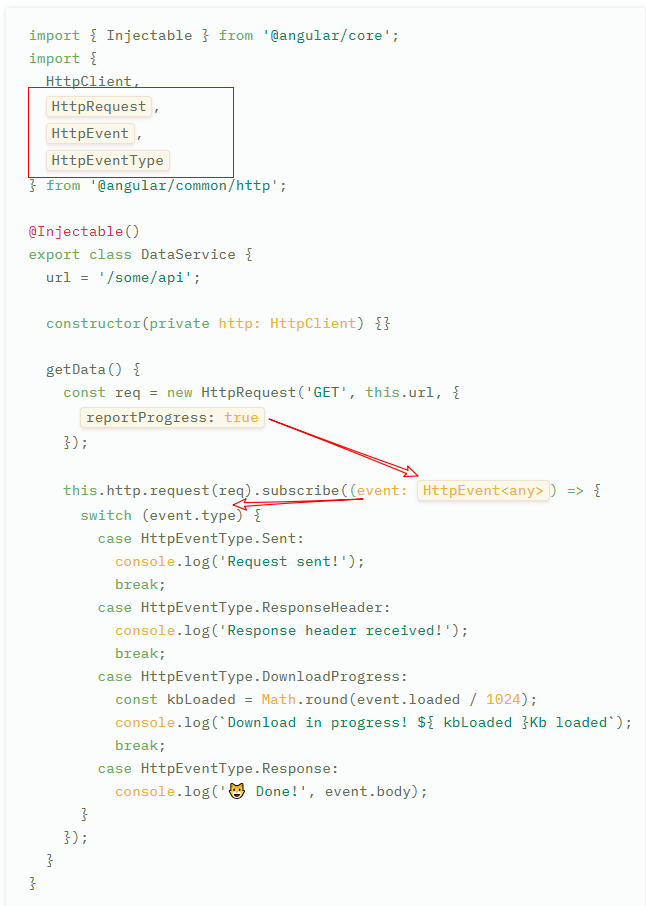 import { Injectable } from '@angular/core';
import {
  HttpClient,
  HttpRequest,
  HttpEvent,
  HttpEventType
} from '@angular/common/http';

@Injectable()
export class DataService {
  url = '/some/api';

  constructor(private http: HttpClient) {}

  getData() {
    const req = new HttpRequest('GET', this.url, {
      reportProgress: true
    });

    this.http.request(req).subscribe((event: HttpEvent<any>) => {
      switch (event.type) {
        case HttpEventType.Sent:
          console.log('Request sent!');
          break;
        case HttpEventType.ResponseHeader:
          console.log('Response header received!');
          break;
        case HttpEventType.DownloadProgress:
          const kbLoaded = Math.round(event.loaded / 1024);
          console.log(`Download in progress! ${ kbLoaded }Kb loaded`);
          break;
        case HttpEventType.Response:
          console.log('😺 Done!', event.body);
      }
    });
  }
}